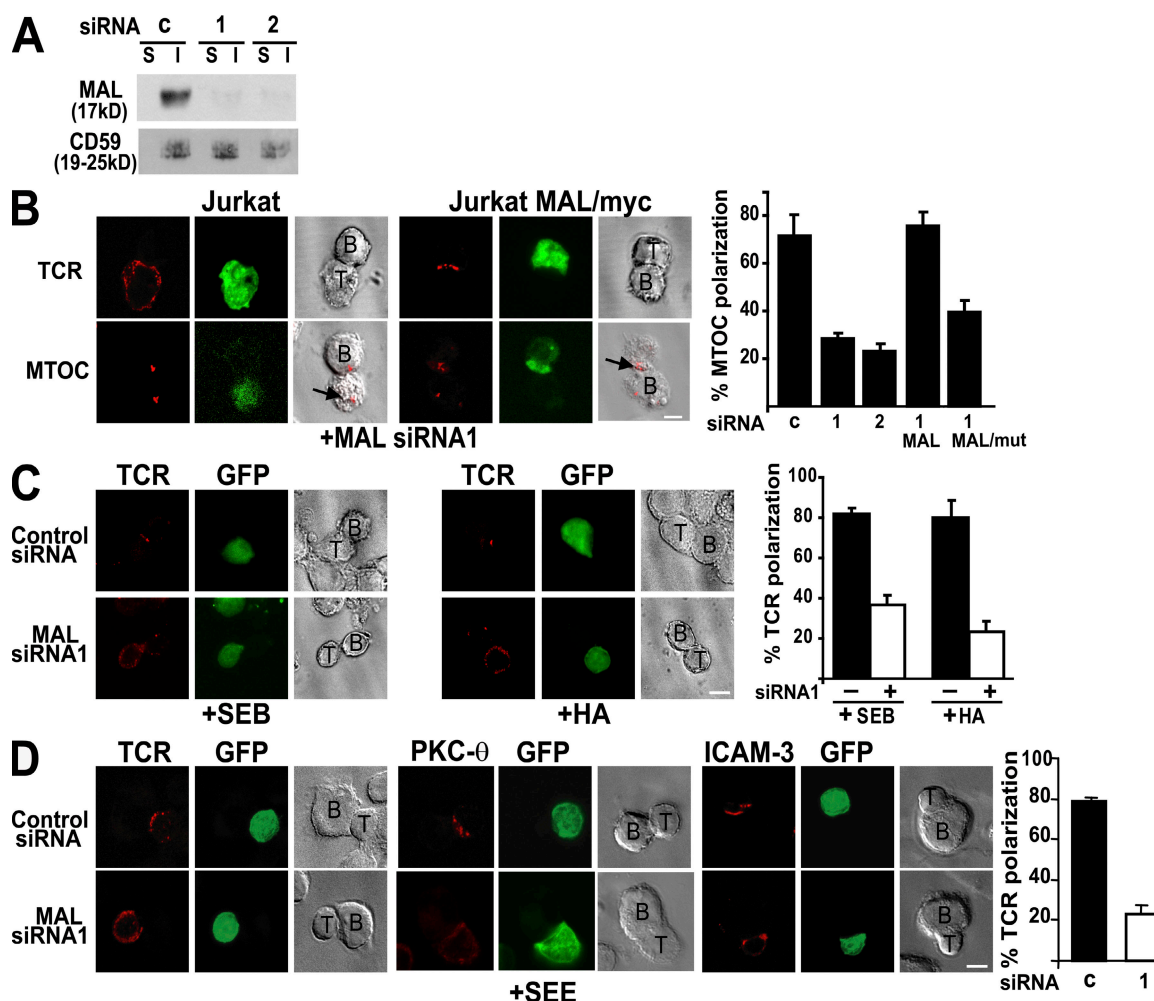 A
siRNA c 1 2
S I S I S I
MAL
(17kD)
CD59
(19-25kD)
B
Jurkat
Jurkat MAL/myc
TCR
B
T
T
B
MTOC
B
B
+MAL siRNA1
% MTOC polarization
80
60
40
20
siRNA c 1 2 1 1
MAL MAL/mut
C
TCR GFP
TCR GFP
Control
siRNA
B
T
T
B
MAL
siRNA1
T
B
B
T
+SEB
+HA
% TCR polarization
100
80
60
40
20
siRNA1 − + − +
+SEB +HA
D
TCR GFP PKC-θ GFP ICAM-3 GFP
Control
siRNA
B
T
B
T
T
B
MAL
siRNA1
T
B
B
T
B
T
+SEE
% TCR polarization
100
80
60
40
20
siRNA c 1